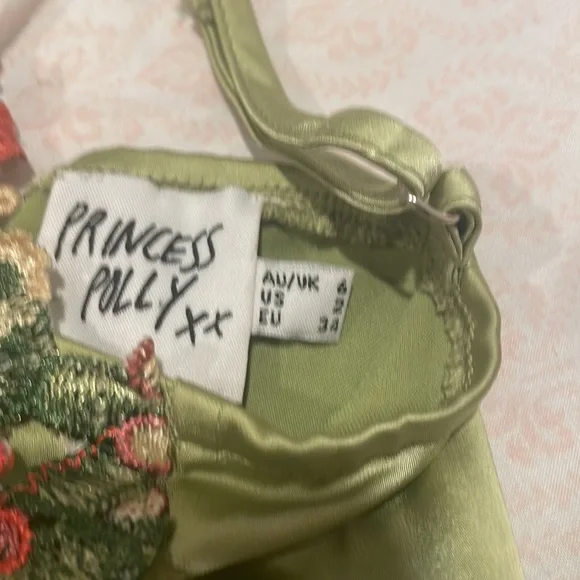 PRINCESS
POLLY
xx
AU/UK 6
US 2
EU 34